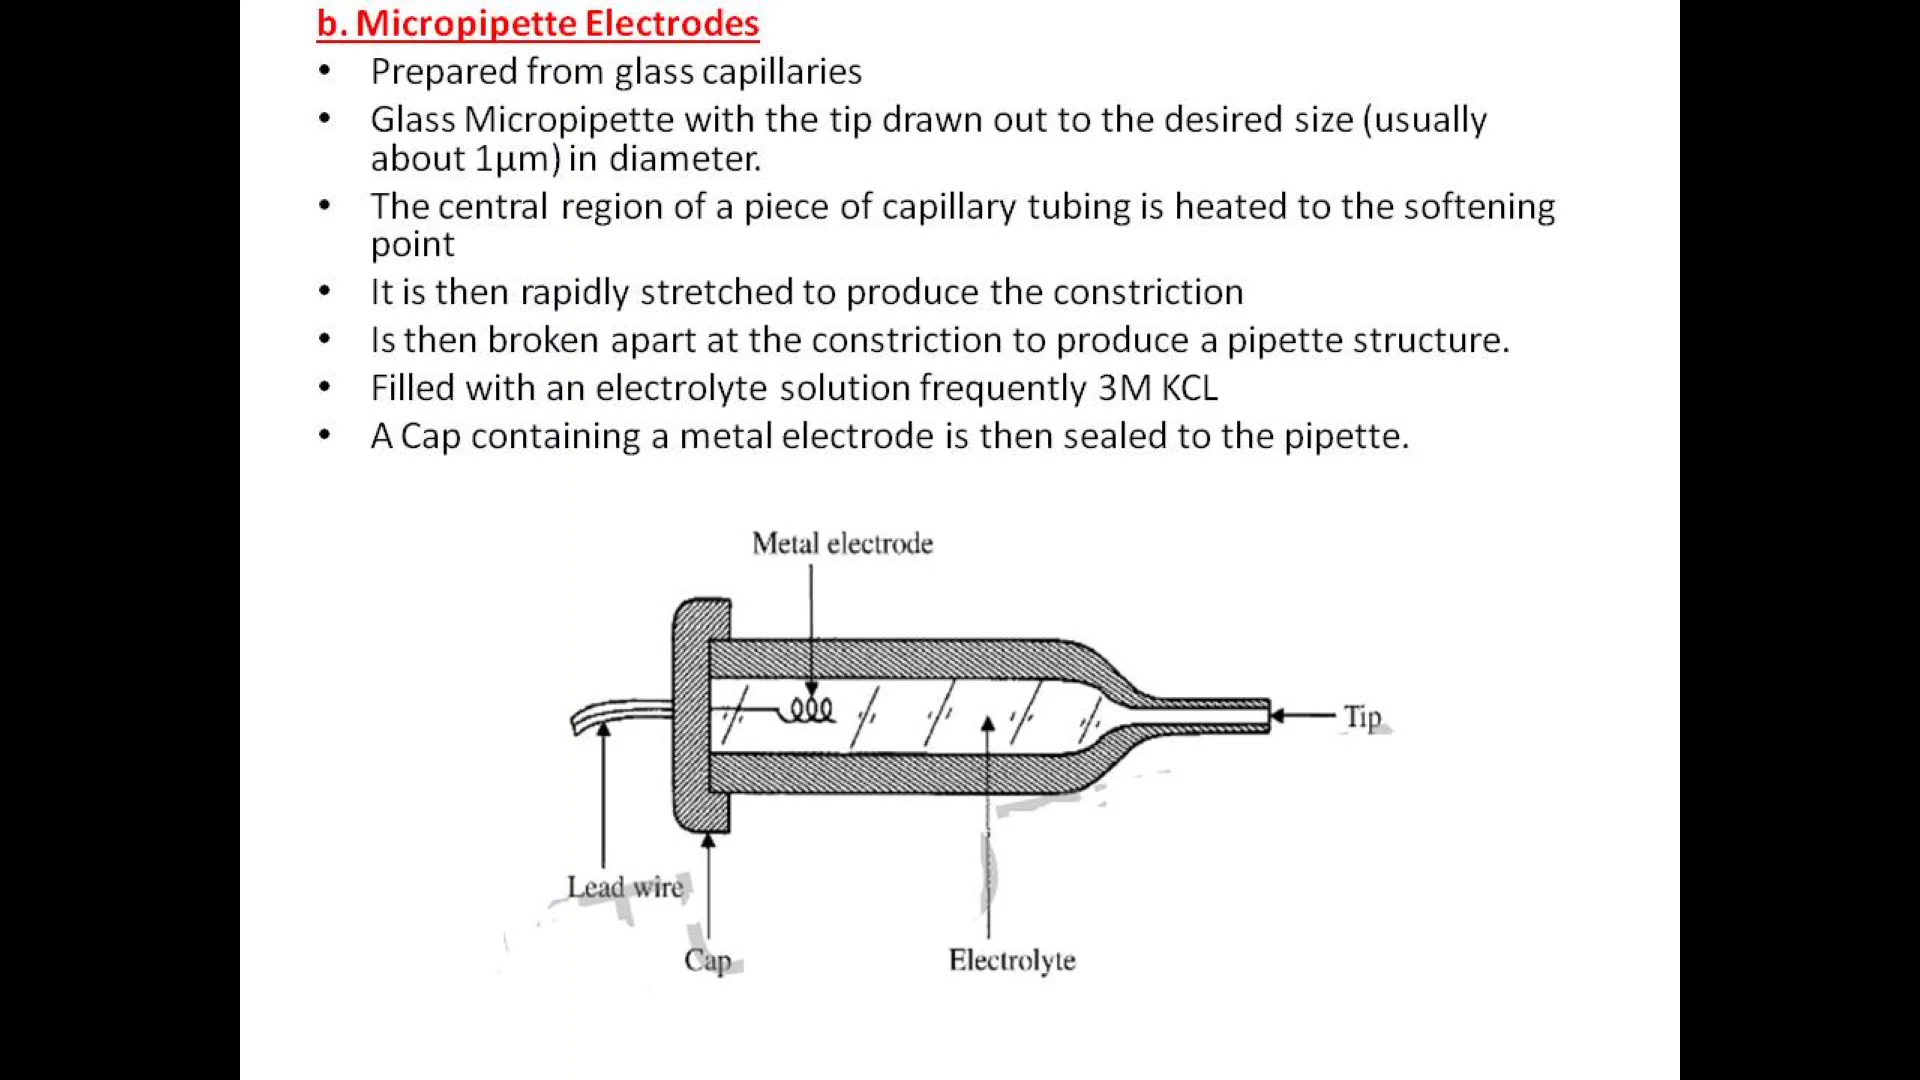 b. Micropipette Electrodes
• Prepared from glass capillaries
• Glass Micropipette with the tip drawn out to the desired size (usually
about 1µm) in diameter.
• The central region of a piece of capillary tubing is heated to the softening
point
• It is then rapidly stretched to produce the constriction
• Is then broken apart at the constriction to produce a pipette structure.
• Filled with an electrolyte solution frequently 3M KCL
• A Cap containing a metal electrode is then sealed to the pipette.
Metal electrode
Tip
Lead wire
Cap
Electrolyte